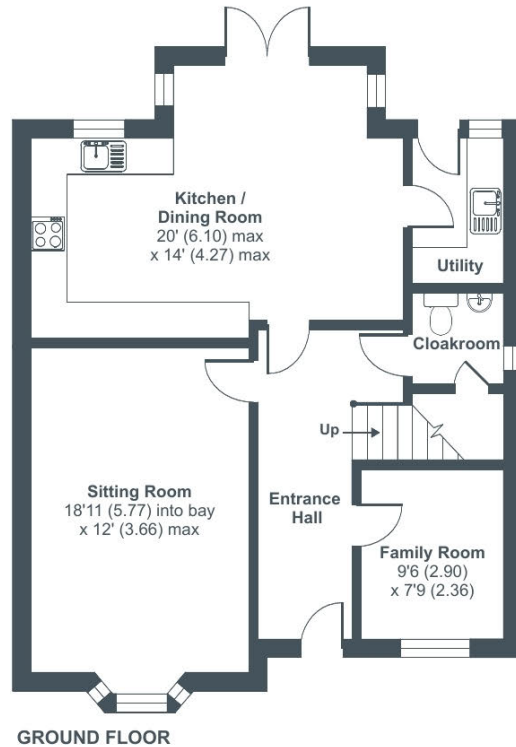 Kitchen /
Dining Room
20' (6.10) max
x 14' (4.27) max
Utility
Cloakroom
Up
Sitting Room
18'11 (5.77) into bay
x 12' (3.66) max
Entrance
Hall
Family Room
9'6 (2.90)
x 7'9 (2.36)
GROUND FLOOR